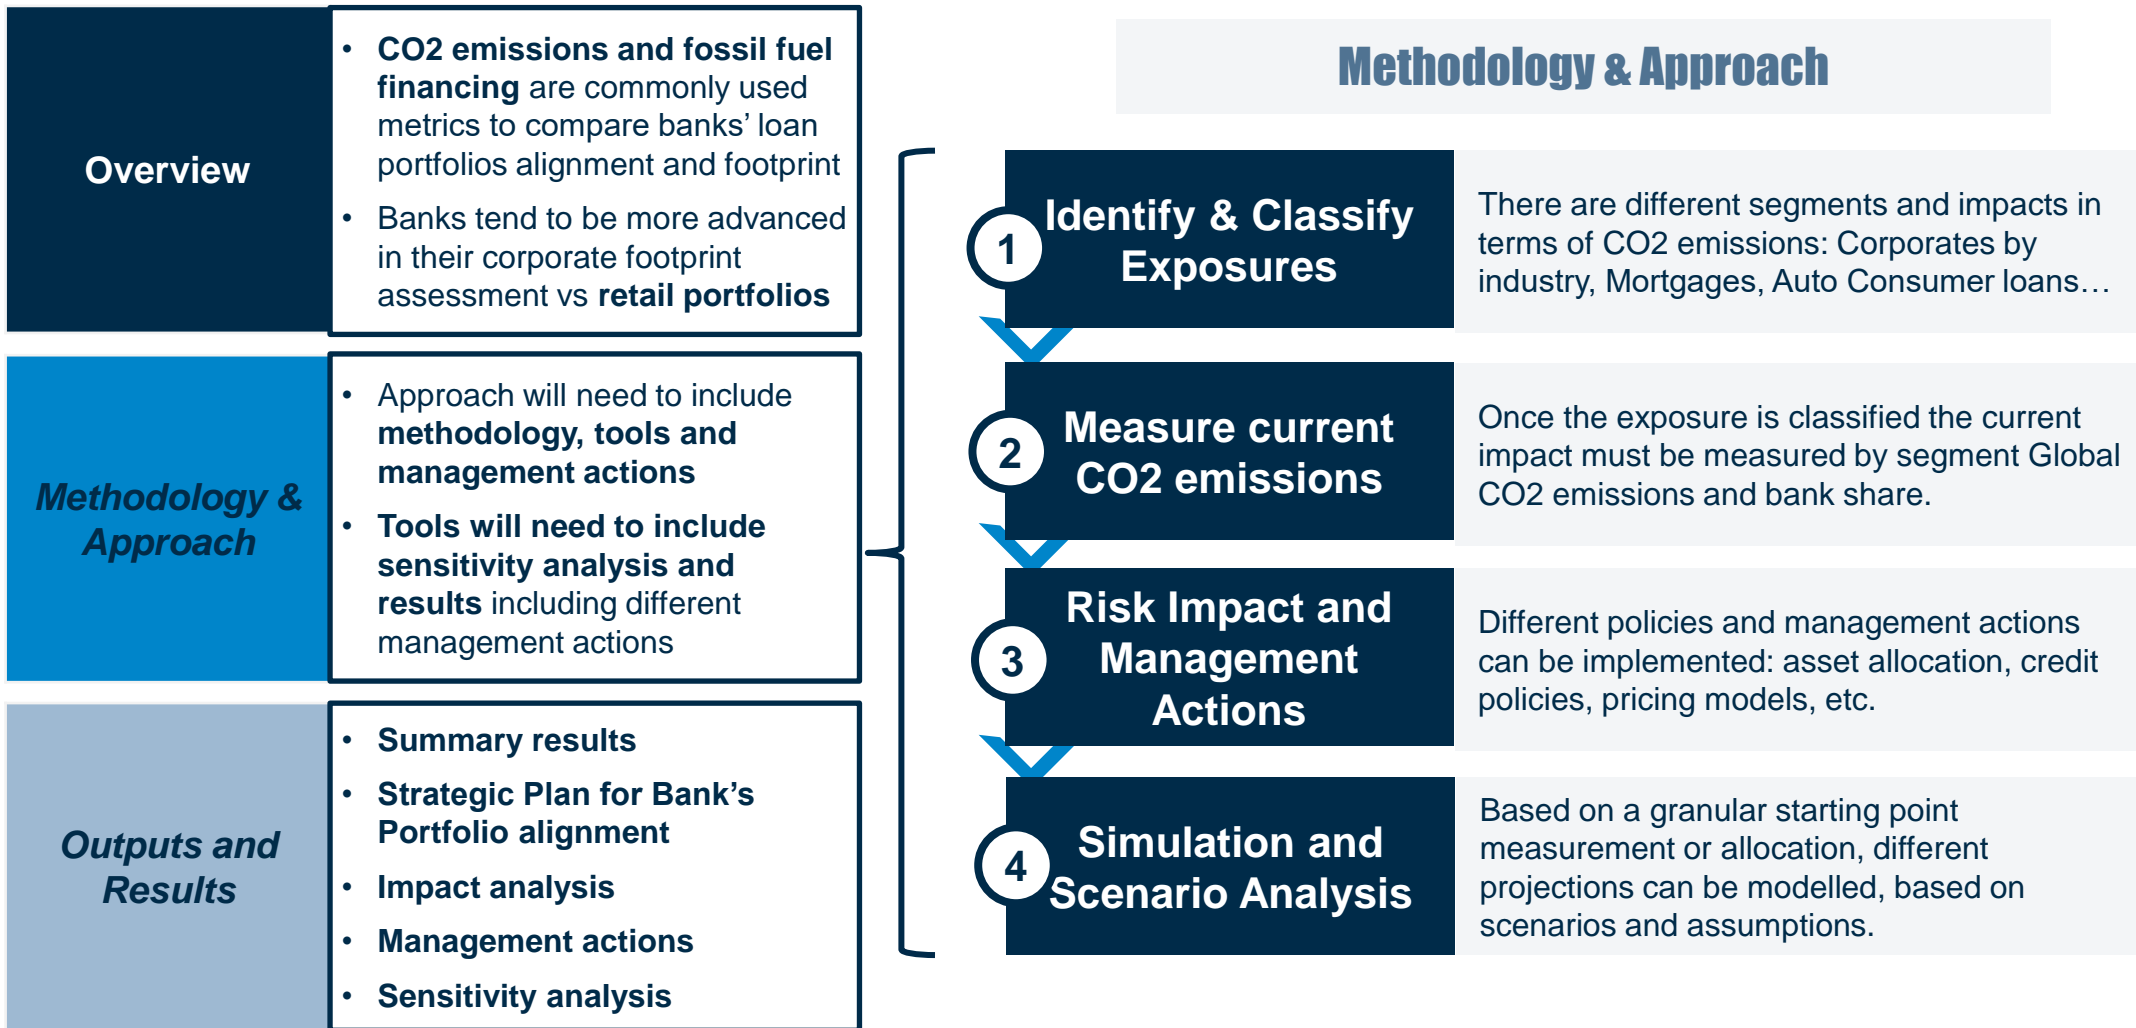 Overview
• CO2 emissions and fossil fuel
financing are commonly used
metrics to compare banks’ loan
portfolios alignment and footprint
• Banks tend to be more advanced
in their corporate footprint
assessment vs retail portfolios
Methodology &
Approach
• Approach will need to include
methodology, tools and
management actions
• Tools will need to include
sensitivity analysis and
results including different
management actions
Outputs and
Results
• Summary results
• Strategic Plan for Bank’s
Portfolio alignment
• Impact analysis
• Management actions
• Sensitivity analysis
Methodology & Approach
1
Identify & Classify
Exposures
There are different segments and impacts in
terms of CO2 emissions: Corporates by
industry, Mortgages, Auto Consumer loans…
2
Measure current
CO2 emissions
Once the exposure is classified the current
impact must be measured by segment Global
CO2 emissions and bank share.
3
Risk Impact and
Management
Actions
Different policies and management actions
can be implemented: asset allocation, credit
policies, pricing models, etc.
4
Simulation and
Scenario Analysis
Based on a granular starting point
measurement or allocation, different
projections can be modelled, based on
scenarios and assumptions.